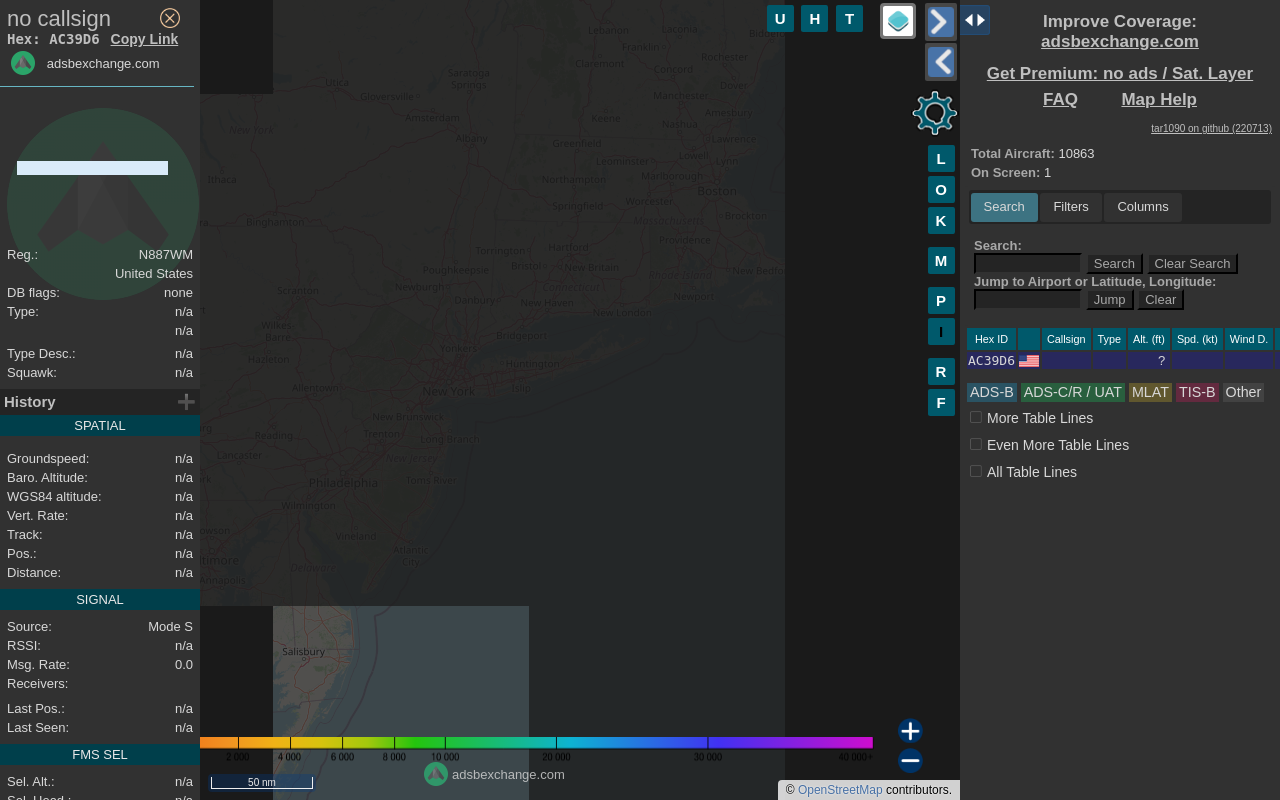 no callsign
Hex: AC39D6 Copy Link
adsbexchange.com
Reg.: N887WM
United States
DB flags: none
Type: n/a
n/a
Type Desc.: n/a
Squawk: n/a
History
SPATIAL
Groundspeed: n/a
Baro. Altitude: n/a
WGS84 altitude: n/a
Vert. Rate: n/a
Track: n/a
Pos.: n/a
Distance: n/a
SIGNAL
Source: Mode S
RSSI: n/a
Msg. Rate: 0.0
Receivers:
Last Pos.: n/a
Last Seen: n/a
FMS SEL
Sel. Alt.: n/a
Sel. Head.: n/a
U H T
L
O
K
M
P
I
R
F
Lebanon
Laconia
Franklin
Rochester
Clarement
Concord
Utica
Saratoga Springs
Dover
Gloversville
Manchester
Amesbury
Amsterdam
Keene
Nashua
New York
Albany
Greenfield
Lawrence
Leominster
Lowell
Lynn
Ithaca
Northampton
Marlborough
Boston
Worcester
Springfield
Massachusetts
Brockton
Binghamton
Torrington
Hartford
Providence
Poughkeepsie
Bristol
New Britain
Rhode Island
New Bedford
Scranton
Newburgh
Connecticut
Danbury
New Haven
Newport
New London
Wilkes-Barre
Bridgeport
Yonkers
Hazleton
Huntington
Allentown
New York
Islip
New Brunswick
Reading
Trenton
Long Branch
Lancaster
New Jersey
Philadelphia
Toms River
Wilmington
Vineland
Atlantic City
Delaware
Annapolis
Salisbury
2 000 4 000 6 000 8 000 10 000 20 000 30 000 40 000+
adsbexchange.com
50 nm
© OpenStreetMap contributors.
Improve Coverage:
adsbexchange.com
Get Premium: no ads / Sat. Layer
FAQ Map Help
tar1090 on github (220713)
Total Aircraft: 10863
On Screen: 1
Search Filters Columns
Search:
Search Clear Search
Jump to Airport or Latitude, Longitude:
Jump Clear
Hex ID Callsign Type Alt. (ft) Spd. (kt) Wind D.
AC39D6 ?
ADS-B ADS-C/R / UAT MLAT TIS-B Other
More Table Lines
Even More Table Lines
All Table Lines